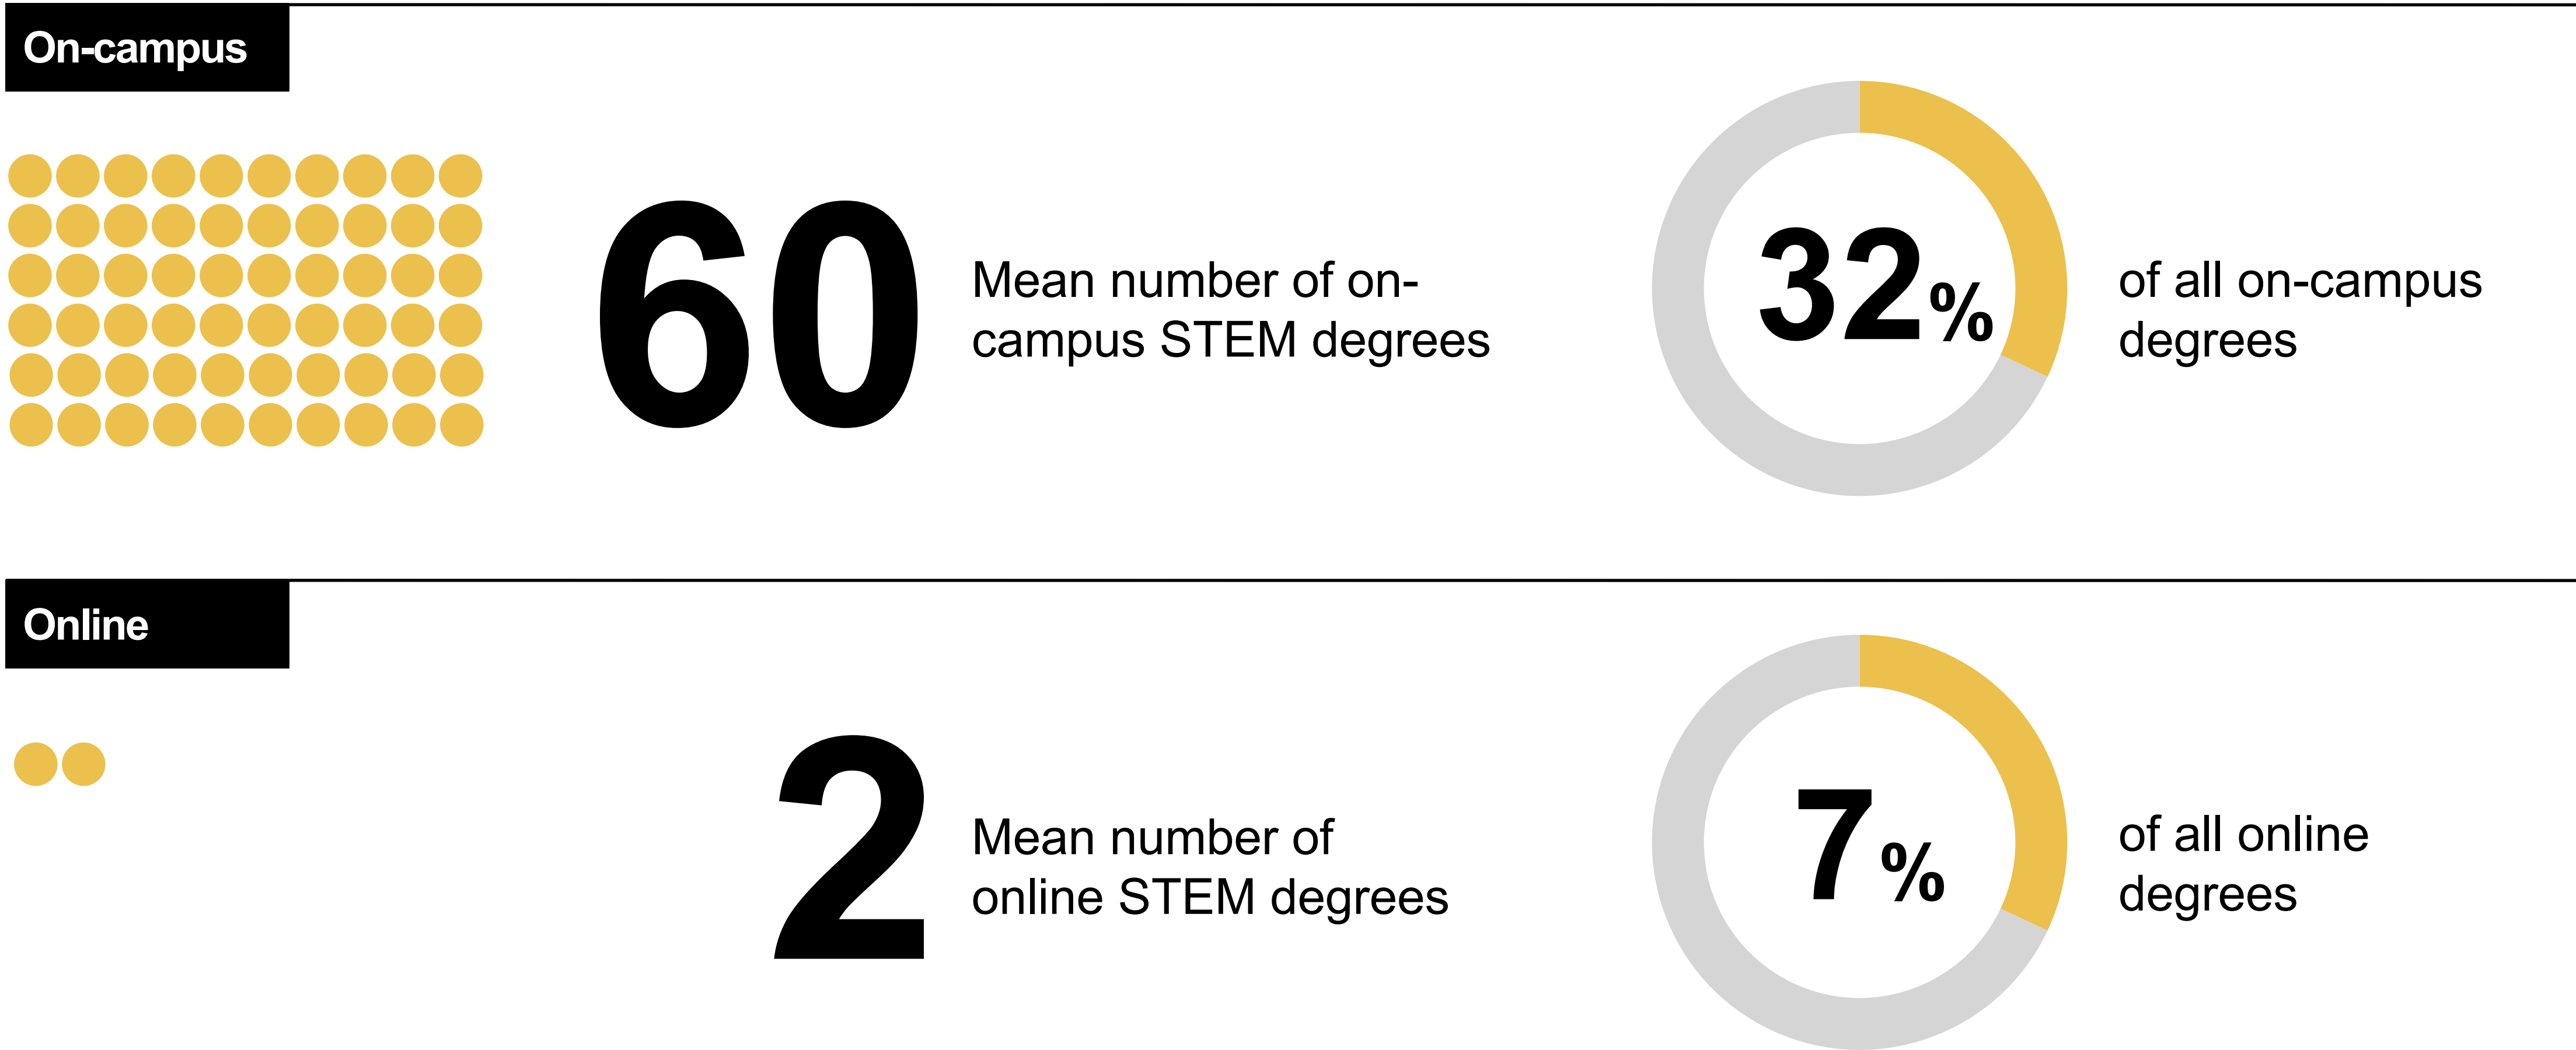 On-campus
60
Mean number of on-
campus STEM degrees
32%
of all on-campus
degrees
Online
2
Mean number of
online STEM degrees
7%
of all online
degrees